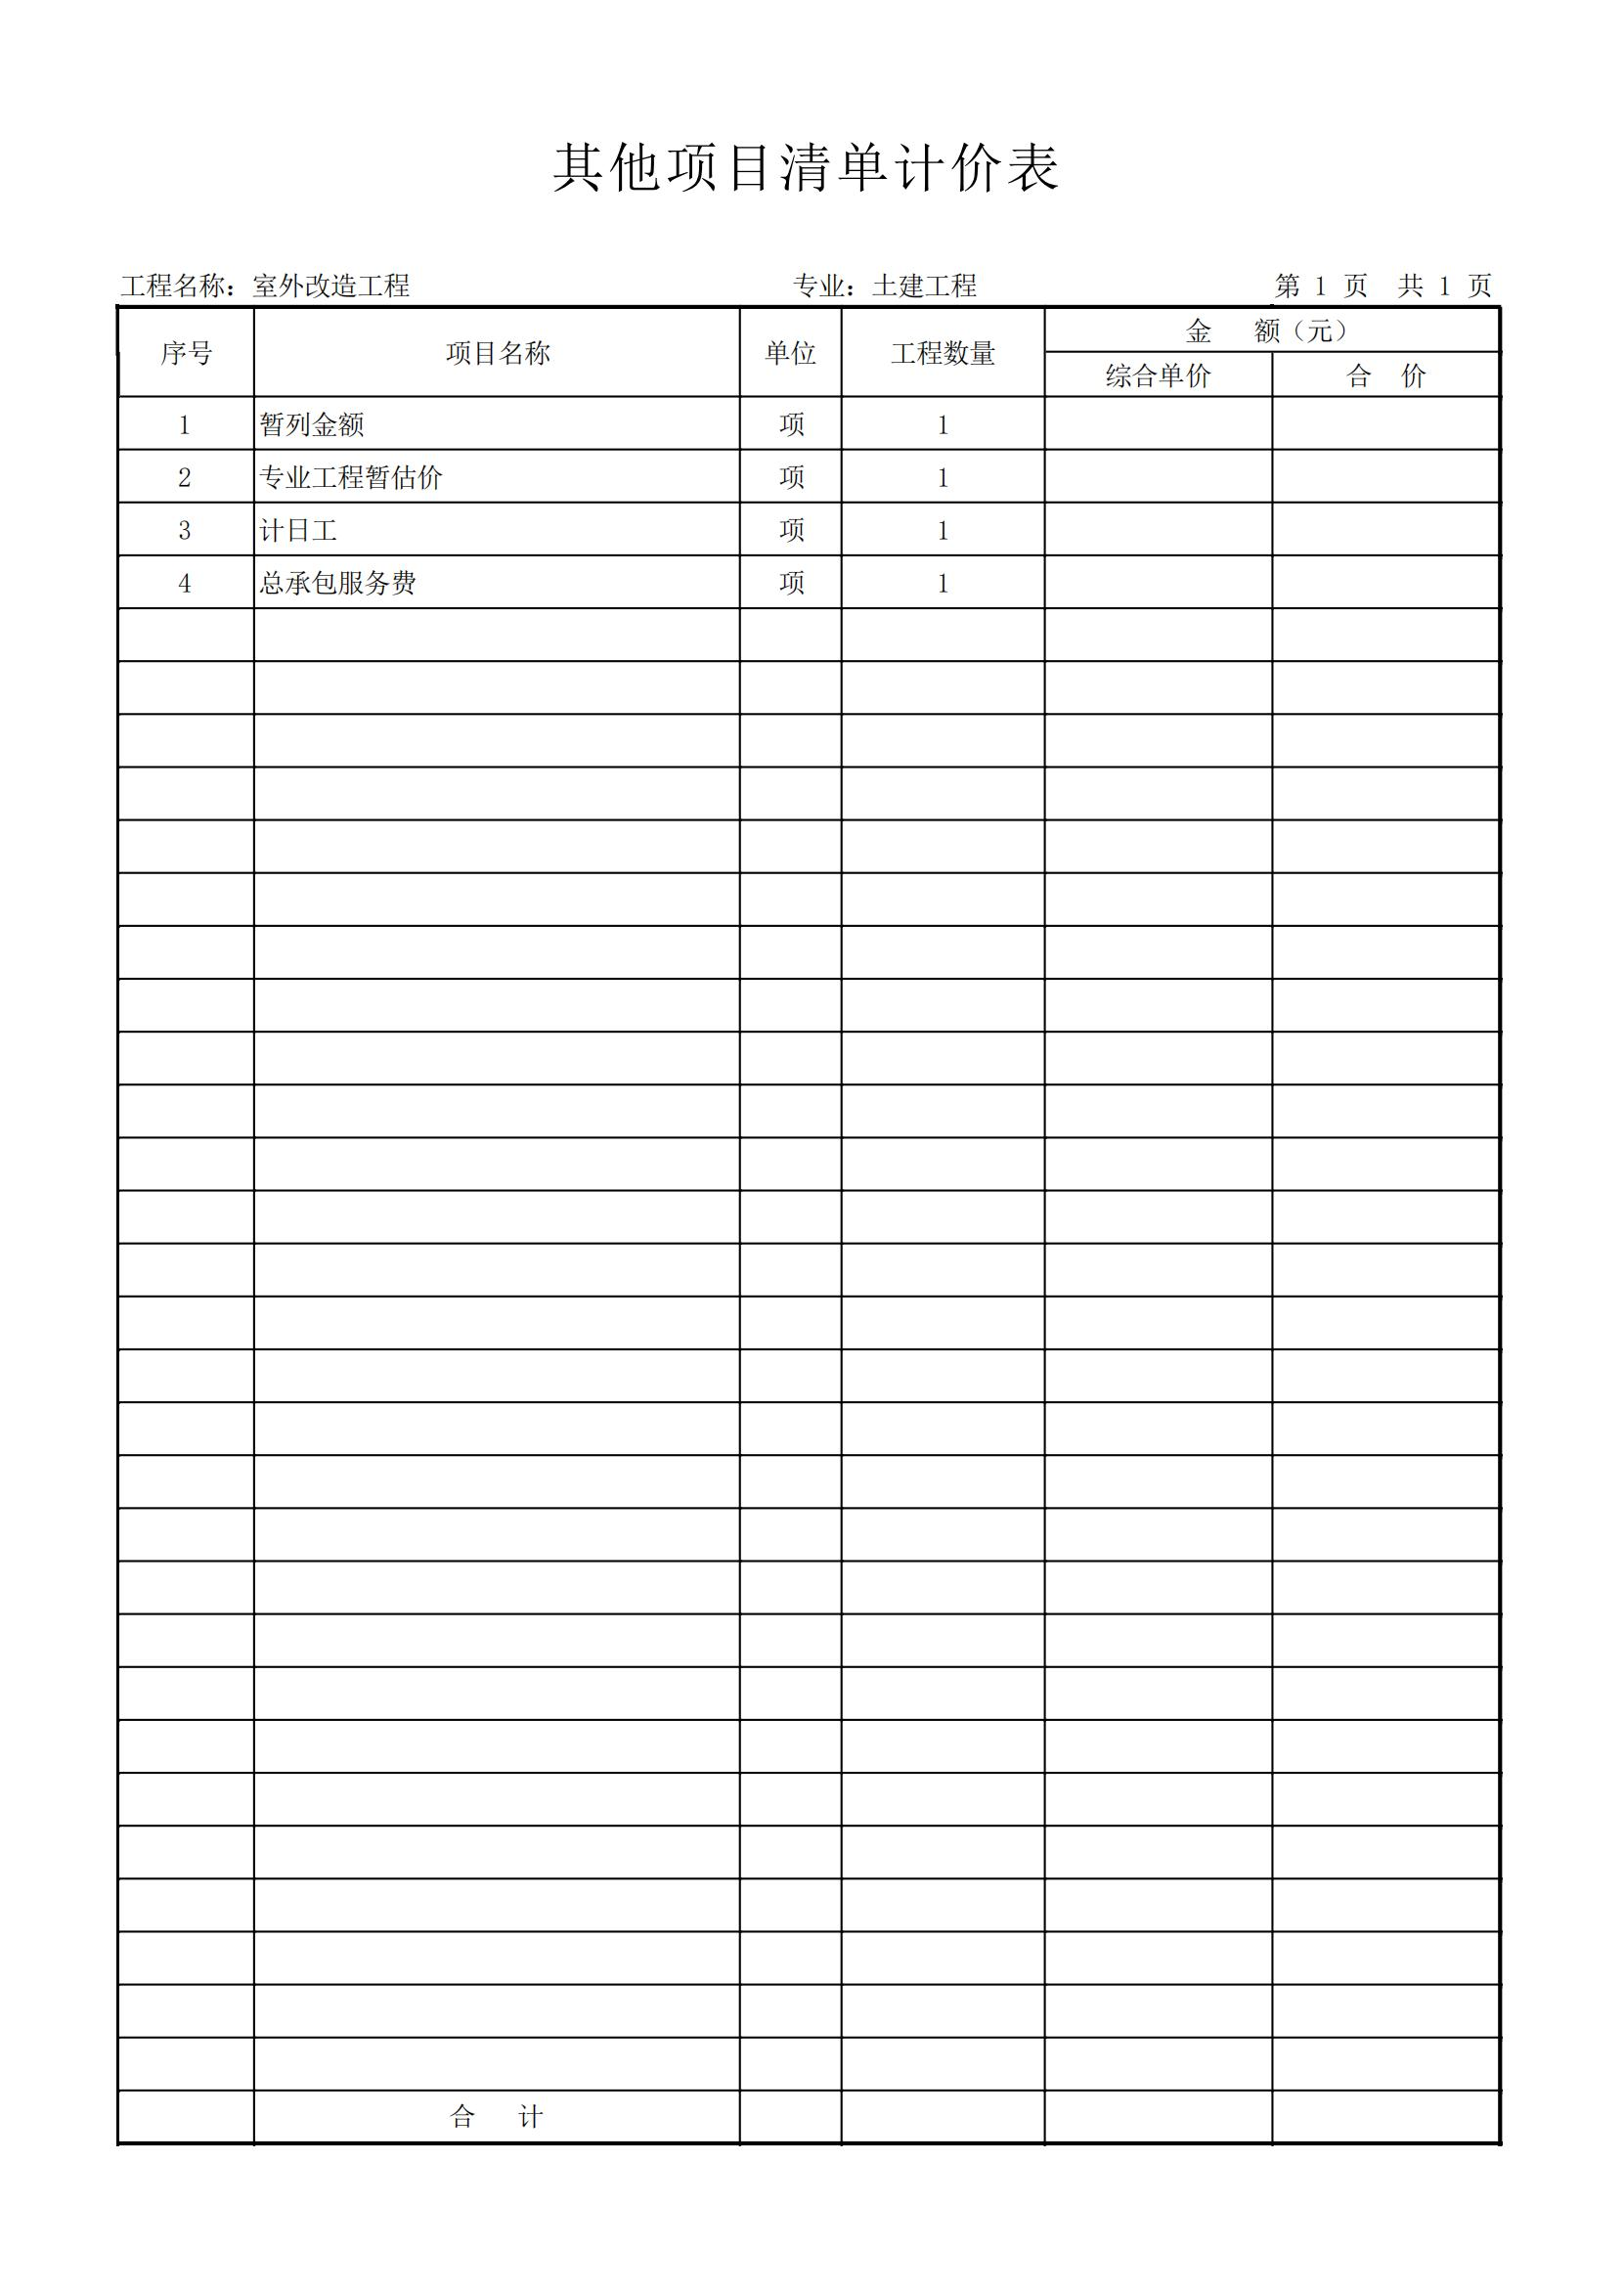 其他项目清单计价表
工程名称：室外改造工程 专业：土建工程 第 1 页 共 1 页
序号 项目名称 单位 工程数量 金 额（元）
综合单价 合 价
1 暂列金额 项 1
2 专业工程暂估价 项 1
3 计日工 项 1
4 总承包服务费 项 1
合 计